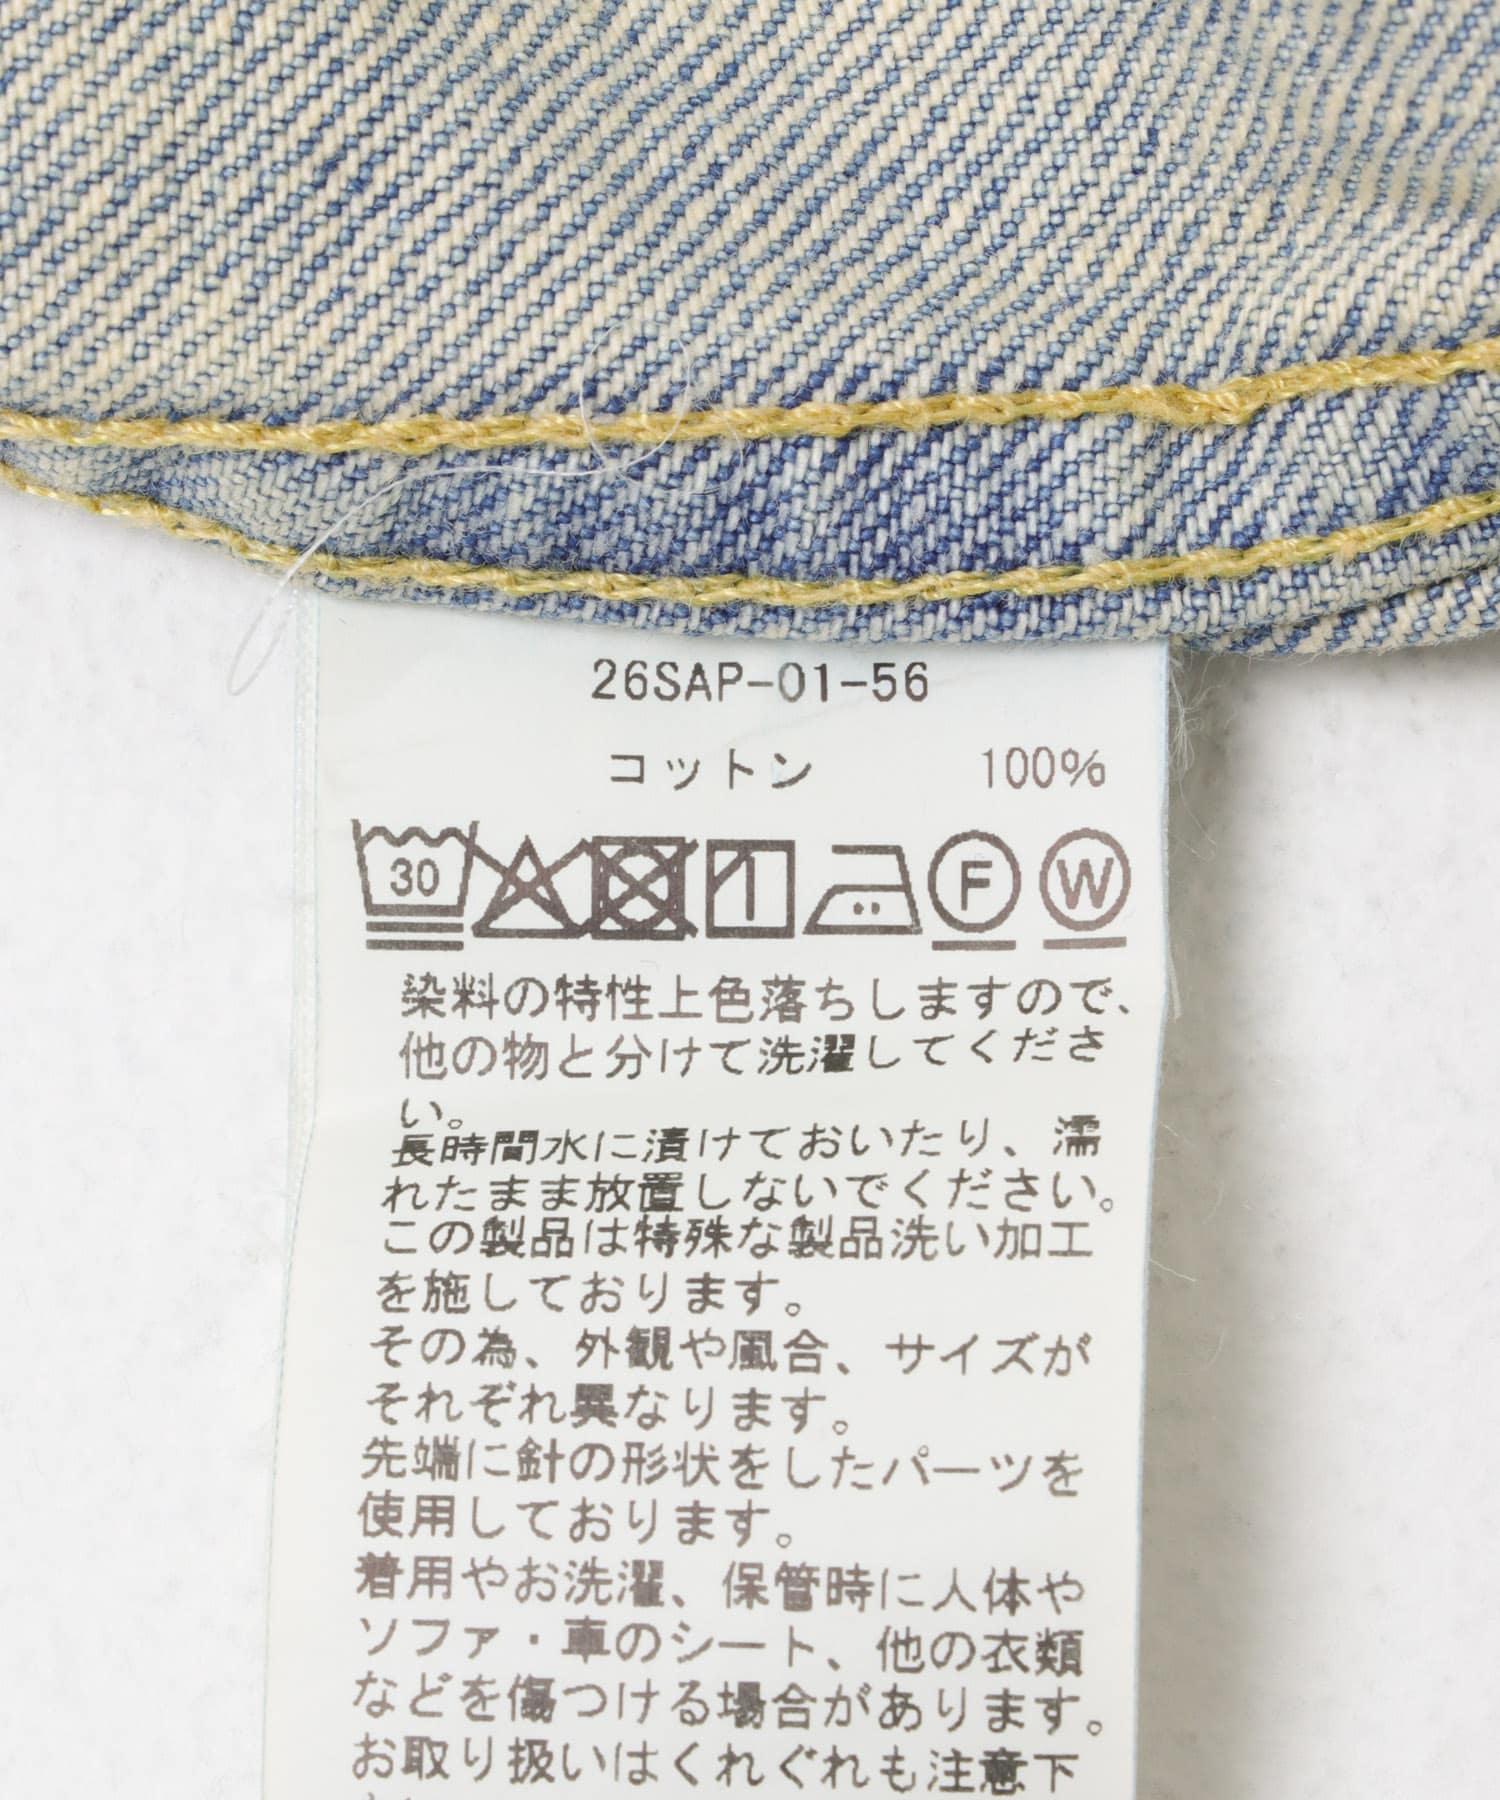 26SAP-01-56
コットン 100%
30 F W
染料の特性上色落ちしますので、
他の物と分けて洗濯してくださ
い。
長時間水に漬けておいたり、濡
れたまま放置しないでください。
この製品は特殊な製品洗い加工
を施しております。
その為、外観や風合、サイズが
それぞれ異なります。
先端に針の形状をしたパーツを
使用しております。
着用やお洗濯、保管時に人体や
ソファ・車のシート、他の衣類
などを傷つける場合があります。
お取り扱いはくれぐれも注意下